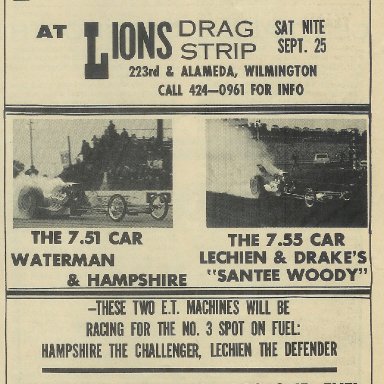 AT LIONS DRAG STRIP SAT NITE SEPT. 25
223rd & ALAMEDA, WILMINGTON
CALL 424—0961 FOR INFO
THE 7.51 CAR
WATERMAN
& HAMPSHIRE
THE 7.55 CAR
LECHIEN & DRAKE'S
"SANTEE WOODY"
—THESE TWO E.T. MACHINES WILL BE
RACING FOR THE NO. 3 SPOT ON FUEL:
HAMPSHIRE THE CHALLENGER, LECHIEN THE DEFENDER